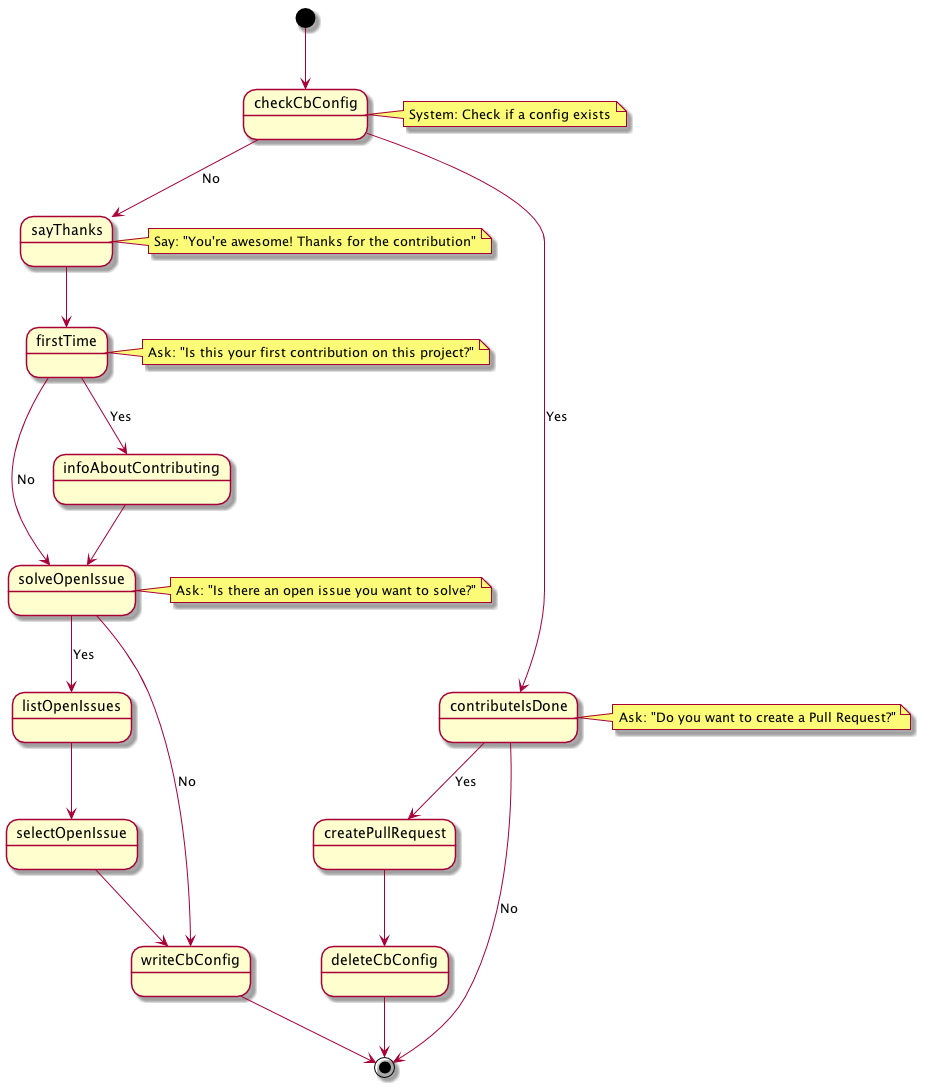 checkCbConfig
System: Check if a config exists
No
sayThanks
Say: "You're awesome! Thanks for the contribution"
firstTime
Ask: "Is this your first contribution on this project?"
Yes
Yes
infoAboutContributing
No
solveOpenIssue
Ask: "Is there an open issue you want to solve?"
Yes
listOpenIssues
contributeIsDone
Ask: "Do you want to create a Pull Request?"
No
Yes
selectOpenIssue
createPullRequest
No
writeCbConfig
deleteCbConfig